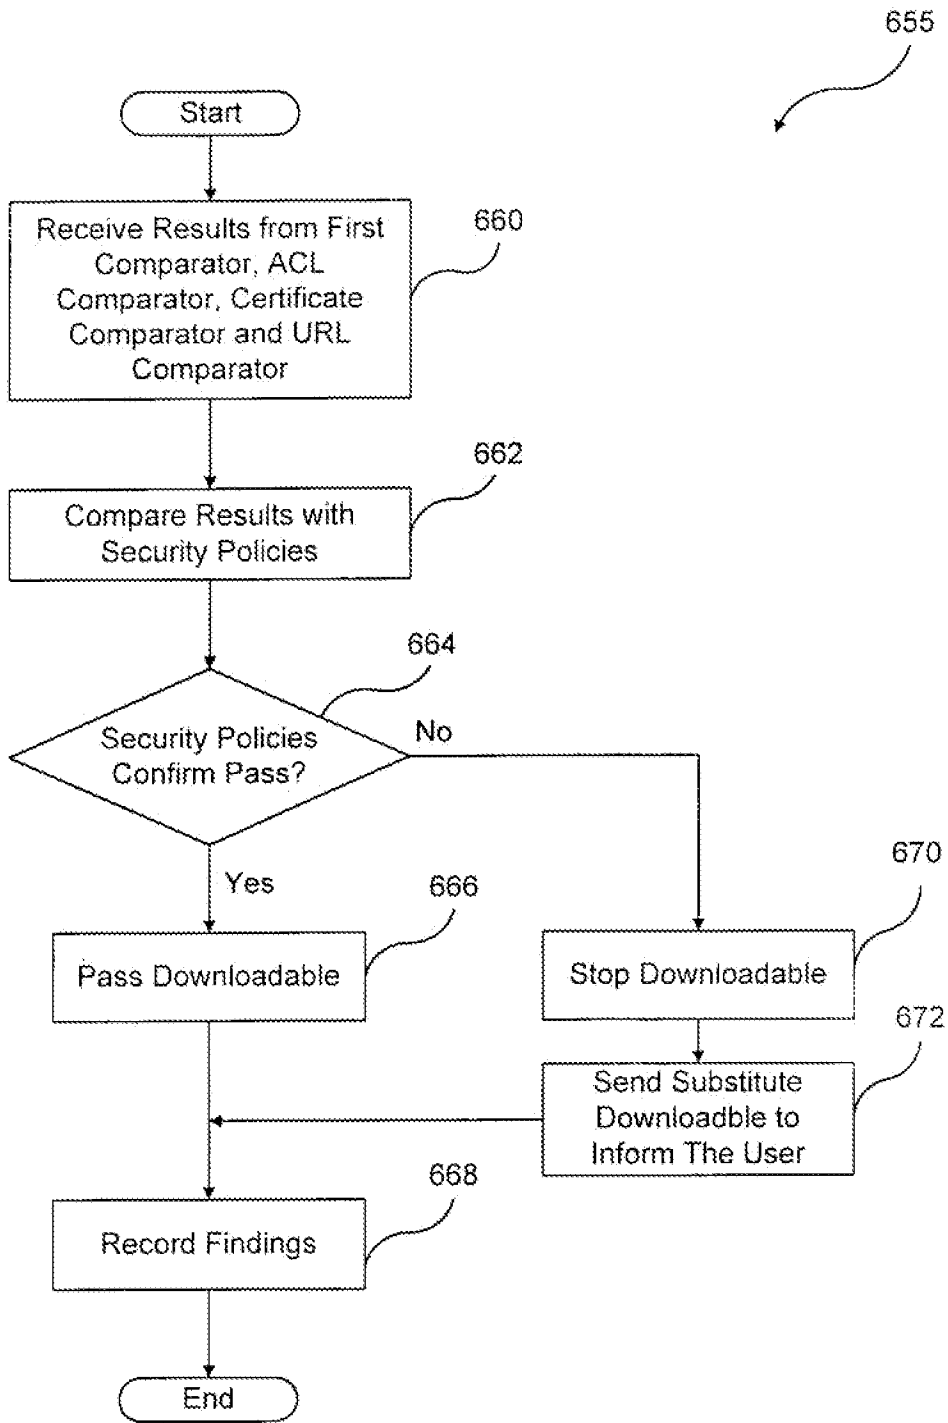 655
Start
Receive Results from First
Comparator, ACL
Comparator, Certificate
Comparator and URL
Comparator
660
662
Compare Results with
Security Policies
664
Security Policies
Confirm Pass?
No
Yes
666
670
Pass Downloadable
Stop Downloadable
672
Send Substitute
Downloadble to
Inform The User
668
Record Findings
End